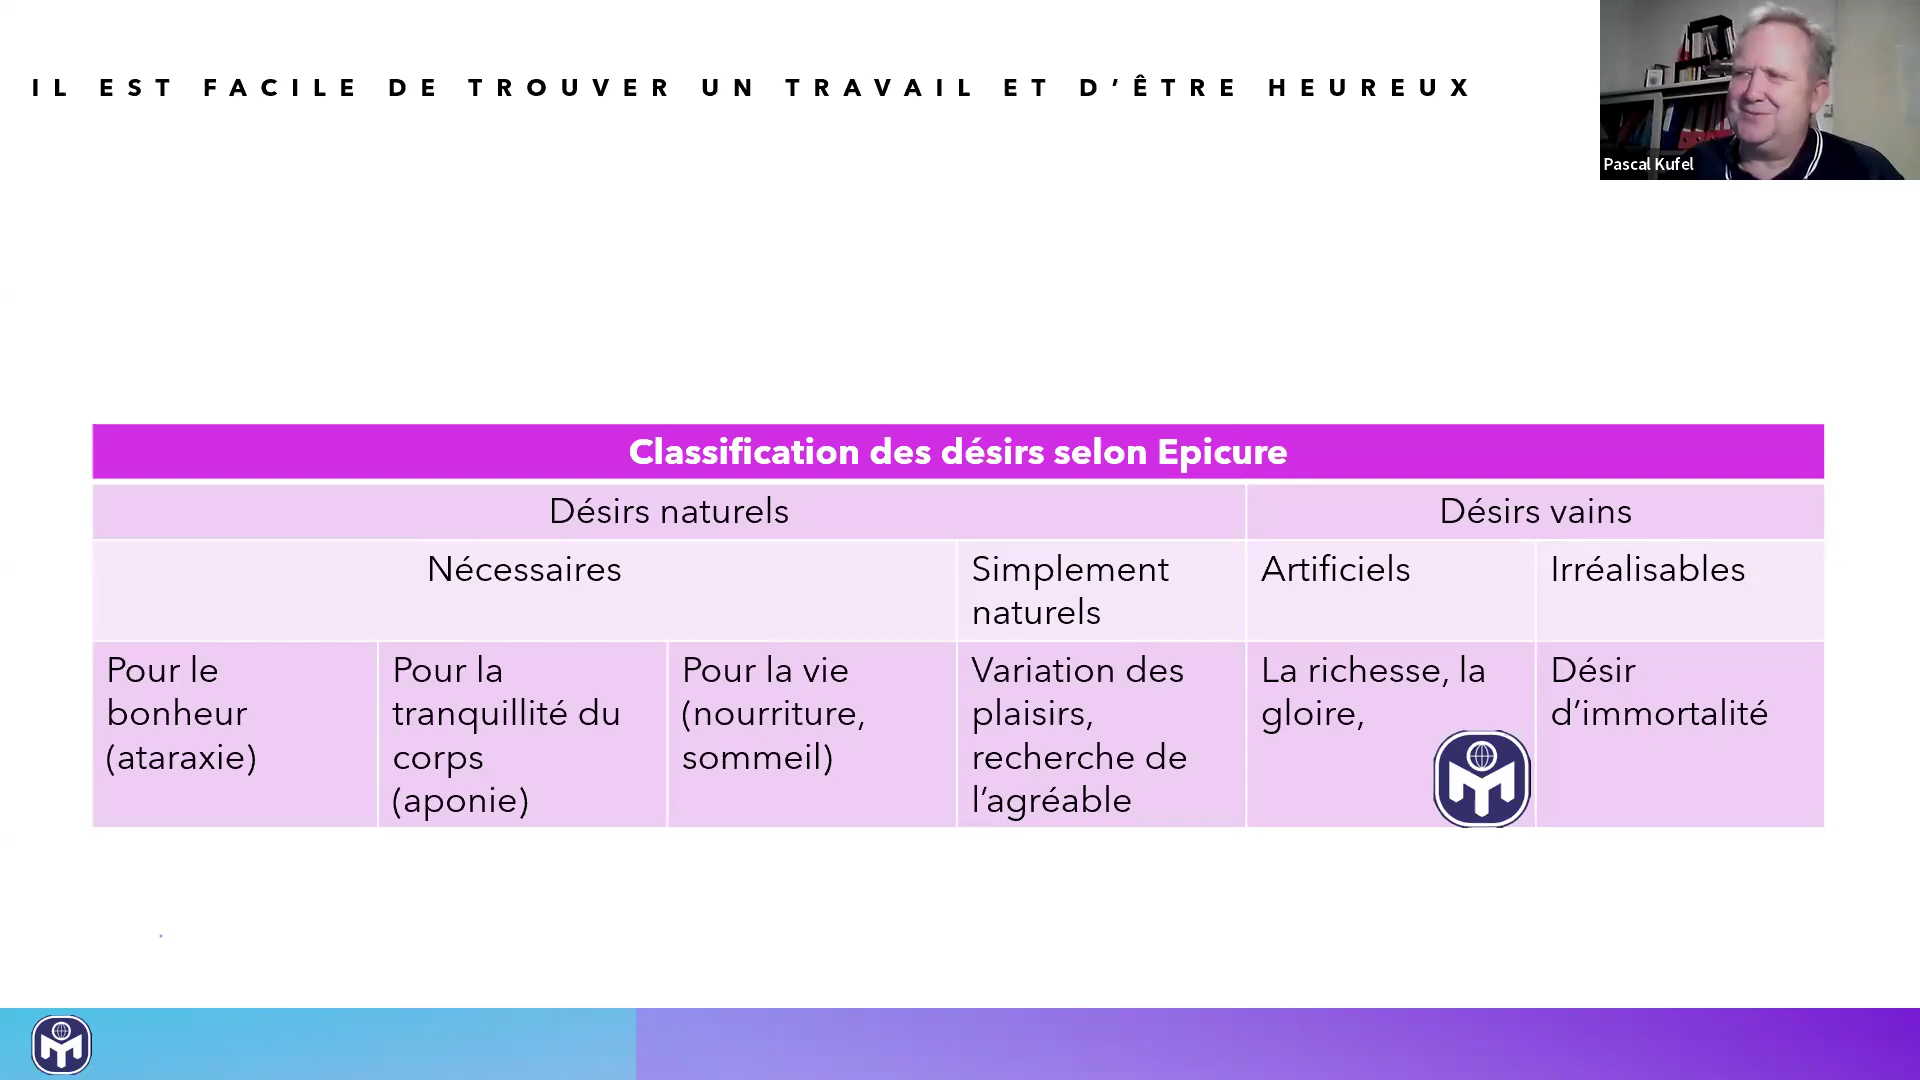 IL EST FACILE DE TROUVER UN TRAVAIL ET D’ÊTRE HEUREUX
Pascal Kufel
Classification des désirs selon Epicure
Désirs naturels
Désirs vains
Nécessaires
Simplement
naturels
Artificiels
Irréalisables
Pour le
bonheur
(ataraxie)
Pour la
tranquillité du
corps
(aponie)
Pour la vie
(nourriture,
sommeil)
Variation des
plaisirs,
recherche de
l’agréable
La richesse, la
gloire,
Désir
d’immortalité